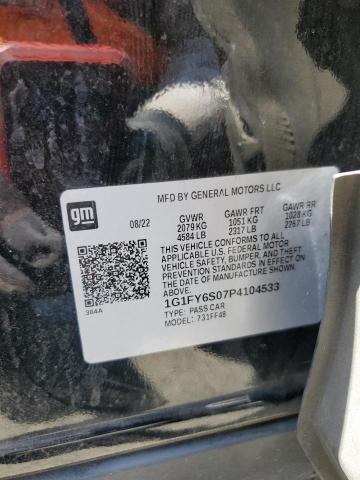 MFD BY GENERAL MOTORS LLC
gm
08/22 GVWR GAWR FRT GAWR RR
2079 KG 1051 KG 1028 KG
4584 LB 2317 LB 2267 LB
THIS VEHICLE CONFORMS TO ALL
APPLICABLE U.S. FEDERAL MOTOR
VEHICLE SAFETY, BUMPER, AND THEFT
PREVENTION STANDARDS IN EFFECT
ON THE DATE OF MANUFACTURE SHOWN
ABOVE.
1G1FY6S07P4104533
TYPE: PASS CAR
MODEL: 731FF48
384A